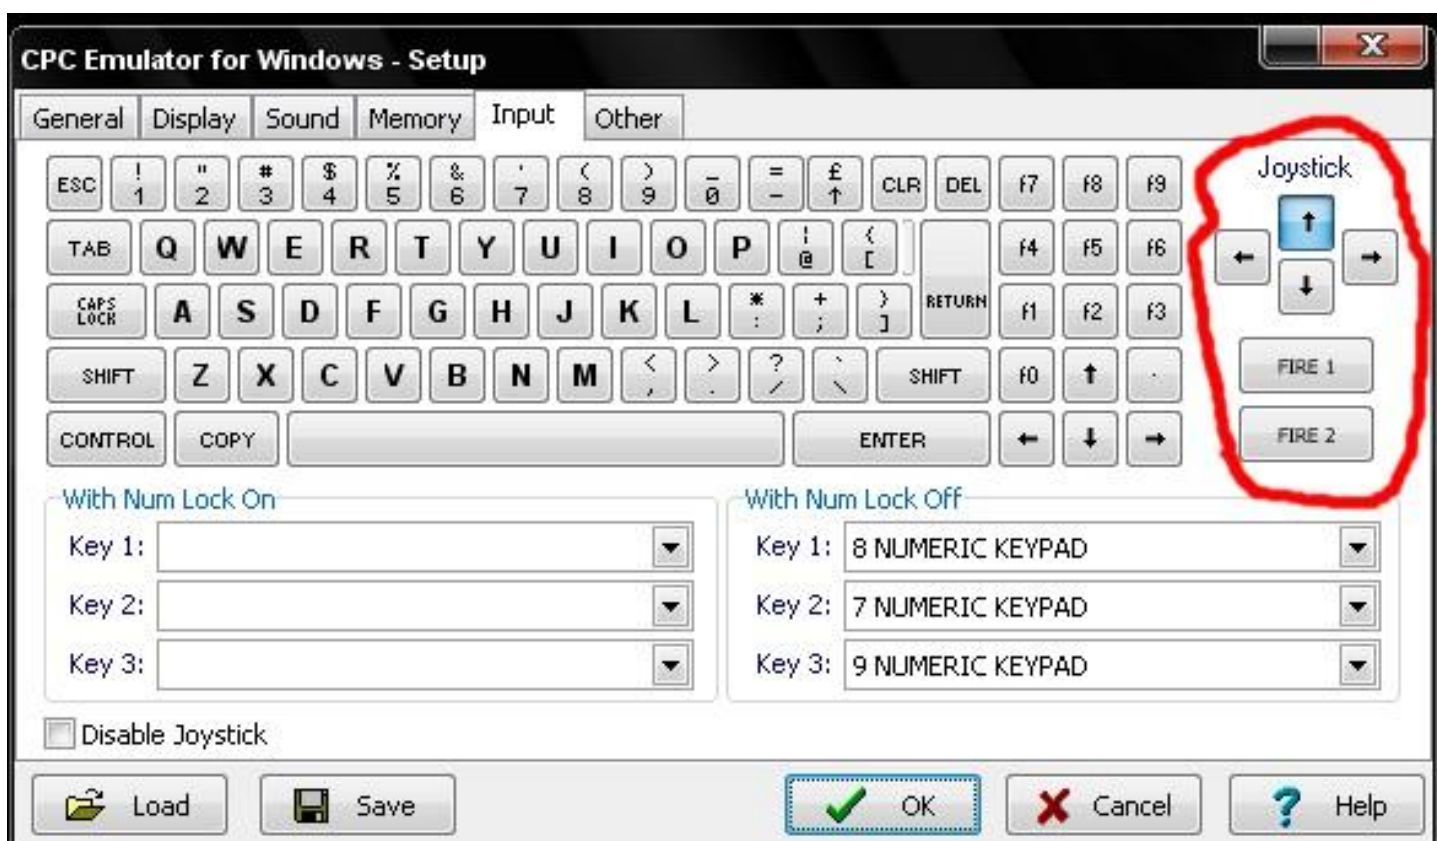 CPC Emulator for Windows - Setup
General Display Sound Memory Input Other
ESC ! 1 " 2 # 3 $ 4 % 5 & 6 ' 7 ( 8 ) 9 _ 0 = - £ ↑ CLR DEL f7 f8 f9
Joystick
TAB Q W E R T Y U I O P ¦ @ { [ RETURN f4 f5 f6
↑
← →
↓
CAPS LOCK A S D F G H J K L * : + ; } ] f1 f2 f3
SHIFT Z X C V B N M < , > . ? / ` \ SHIFT f0 ↑ .
FIRE 1
CONTROL COPY ENTER ← ↓ →
FIRE 2
With Num Lock On
Key 1:
Key 2:
Key 3:
With Num Lock Off
Key 1: 8 NUMERIC KEYPAD
Key 2: 7 NUMERIC KEYPAD
Key 3: 9 NUMERIC KEYPAD
Disable Joystick
Load Save OK Cancel Help